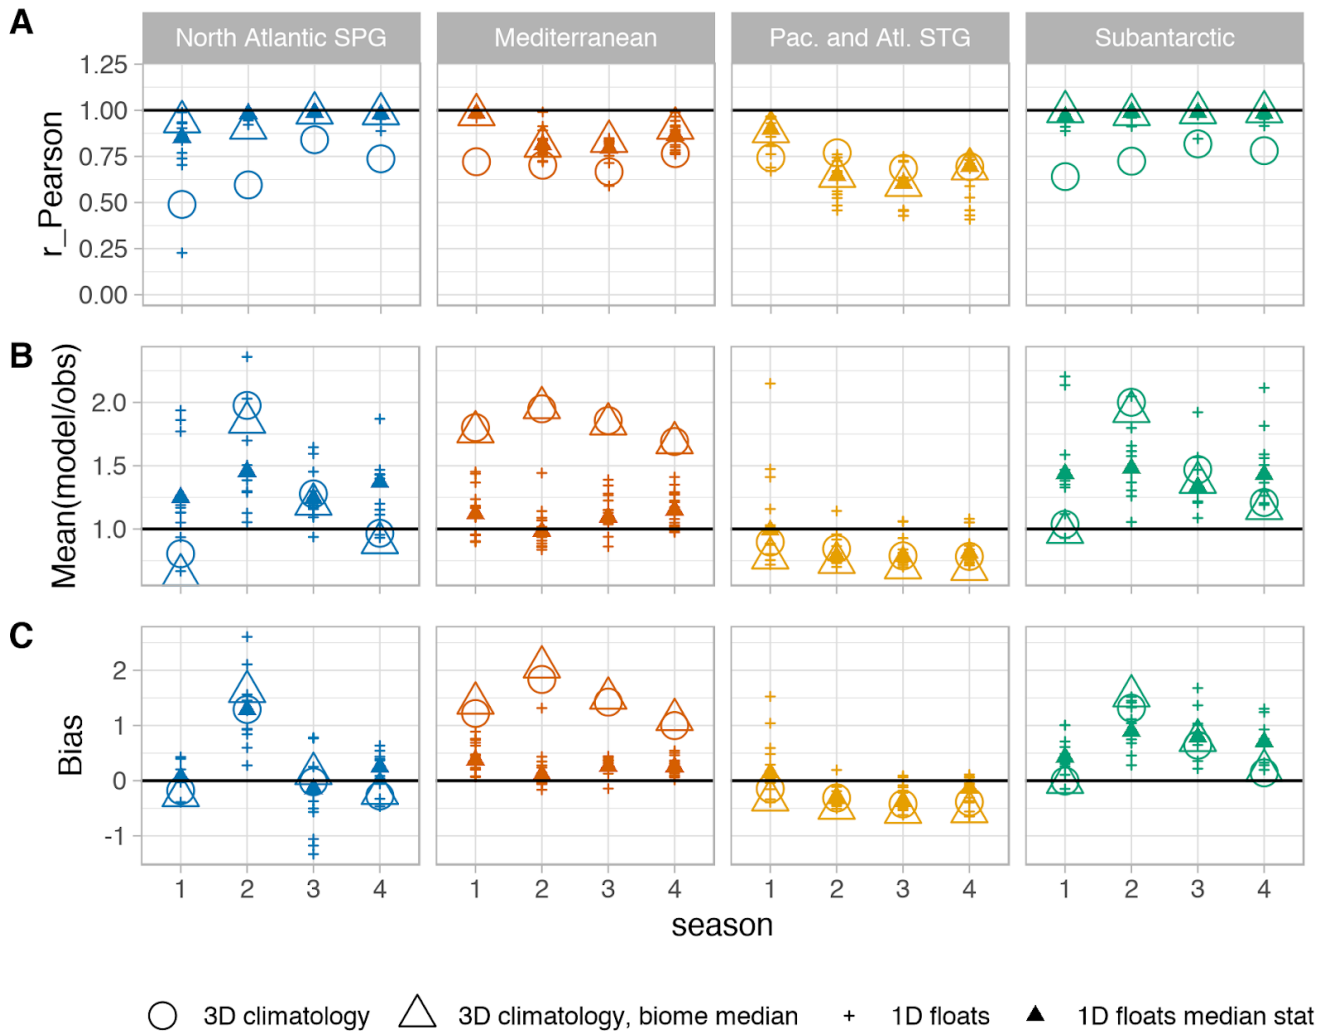 A
North Atlantic SPG Mediterranean Pac. and Atl. STG Subantarctic
r_Pearson
1.25
1.00
0.75
0.50
0.25
0.00
B
Mean(model/obs)
2.0
1.5
1.0
C
Bias
2
1
0
-1
1 2 3 4 1 2 3 4 1 2 3 4 1 2 3 4
season
3D climatology 3D climatology, biome median 1D floats 1D floats median stat